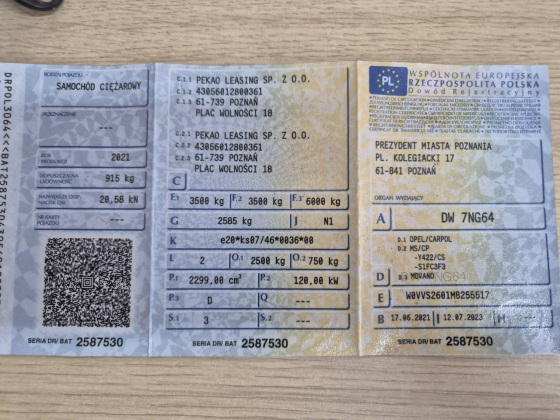 RODZAJ POJAZDU
SAMOCHÓD CIĘŻAROWY
PRZEZNACZENIE
---
ROK PRODUKCJI
2021
DOPUSZCZALNA ŁADOWNOŚĆ
915 kg
NAJWIĘKSZY DOP. NACISK OSI
20,58 kN
NR KARTY POJAZDU
---
SERIA DR/ BAT 2587530
C.1.1 PEKAO LEASING SP. Z O.O.
C.1.2 43056012800361
C.1.3 61-739 POZNAŃ
PLAC WOLNOŚCI 18
C.2.1 PEKAO LEASING SP. Z O.O.
C.2.2 43056012800361
C.2.3 61-739 POZNAŃ
PLAC WOLNOŚCI 18
C
F.1 3500 kg F.2 3500 kg F.3 6000 kg
G 2585 kg J N1
K e20*ks07/46*0036*00
L 2 O.1 2500 kg O.2 750 kg
P.1 2299,00 cm³ P.2 120,00 kW
P.3 D Q ---
S.1 3 S.2 ---
SERIA DR/ BAT 2587530
PL
WSPÓLNOTA EUROPEJSKA
RZECZPOSPOLITA POLSKA
Dowód Rejestracyjny
PREZYDENT MIASTA POZNANIA
PL. KOLEGIACKI 17
61-841 POZNAŃ
ORGAN WYDAJĄCY
A DW 7NG64
D.1 OPEL/CARPOL
D.2 MS/CP
-Y422/CS
-S1FC3F3
D D.3 MOVANO
E W0VVS2601MB255517
B 17.06.2021 I 12.07.2023 H ---
SERIA DR/ BAT 2587530